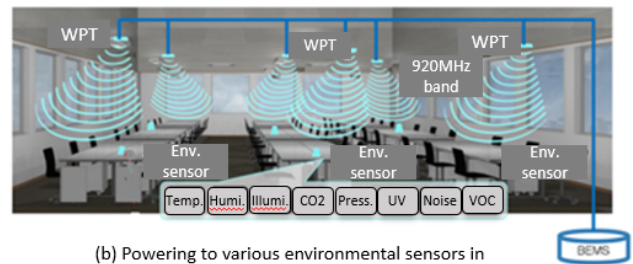 WPT
WPT
WPT
920MHz
band
Env.
sensor
Env.
sensor
Env.
sensor
Temp. Humi. Illumi. CO2 Press. UV Noise VOC
(b) Powering to various environmental sensors in
BEMS